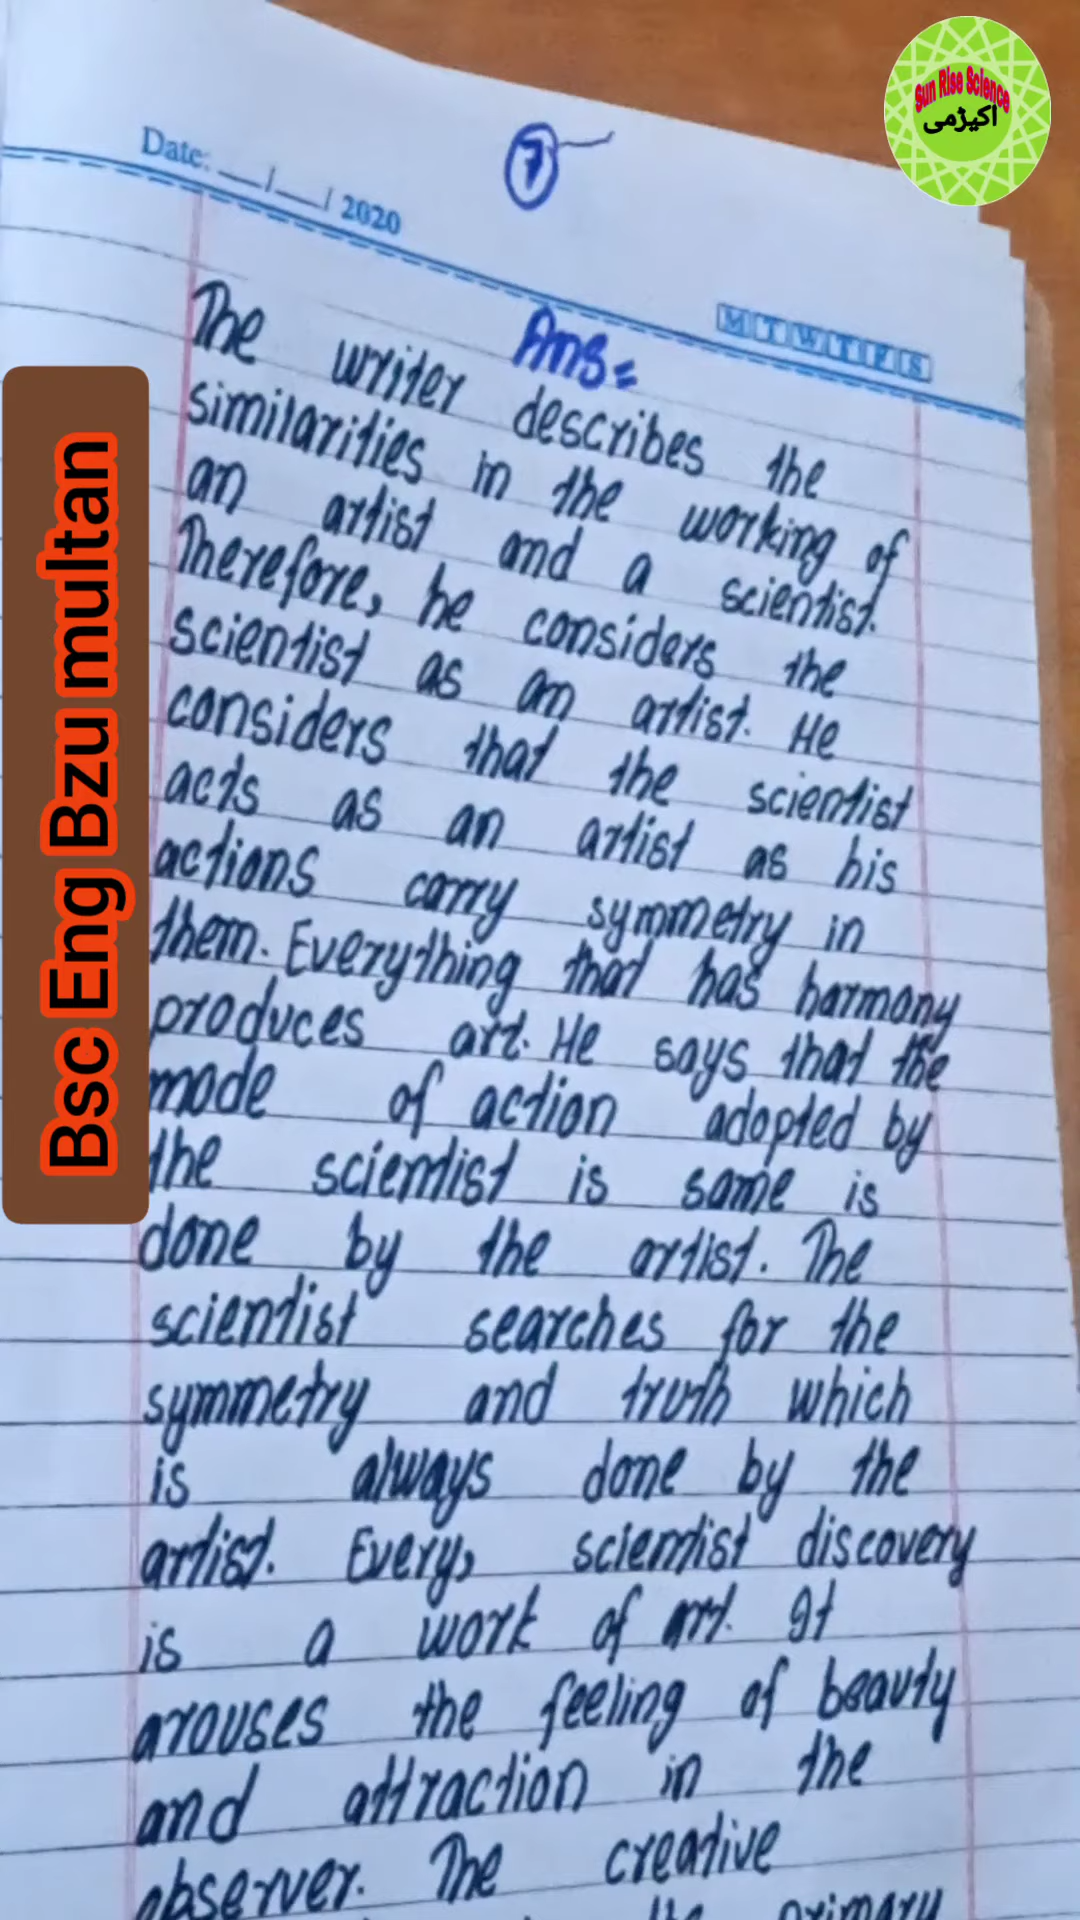 Sun Rise Science
اکیڈمی
7
Date: __/__/ 2020
M T W T F S
Ans=
The writer describes the
similarities in the working of
an artist and a scientist.
Therefore, he considers the
scientist as an artist. He
considers that the scientist
acts as an artist as his
actions carry symmetry in
them. Everything that has harmony
produces art. He says that the
mode of action adopted by
the scientist is same is
done by the artist. The
scientist searches for the
symmetry and truth which
is always done by the
artist. Every, scientist discovery
is a work of art. It
arouses the feeling of beauty
and attraction in the
observer. The creative
the primary
Bsc Eng Bzu multan